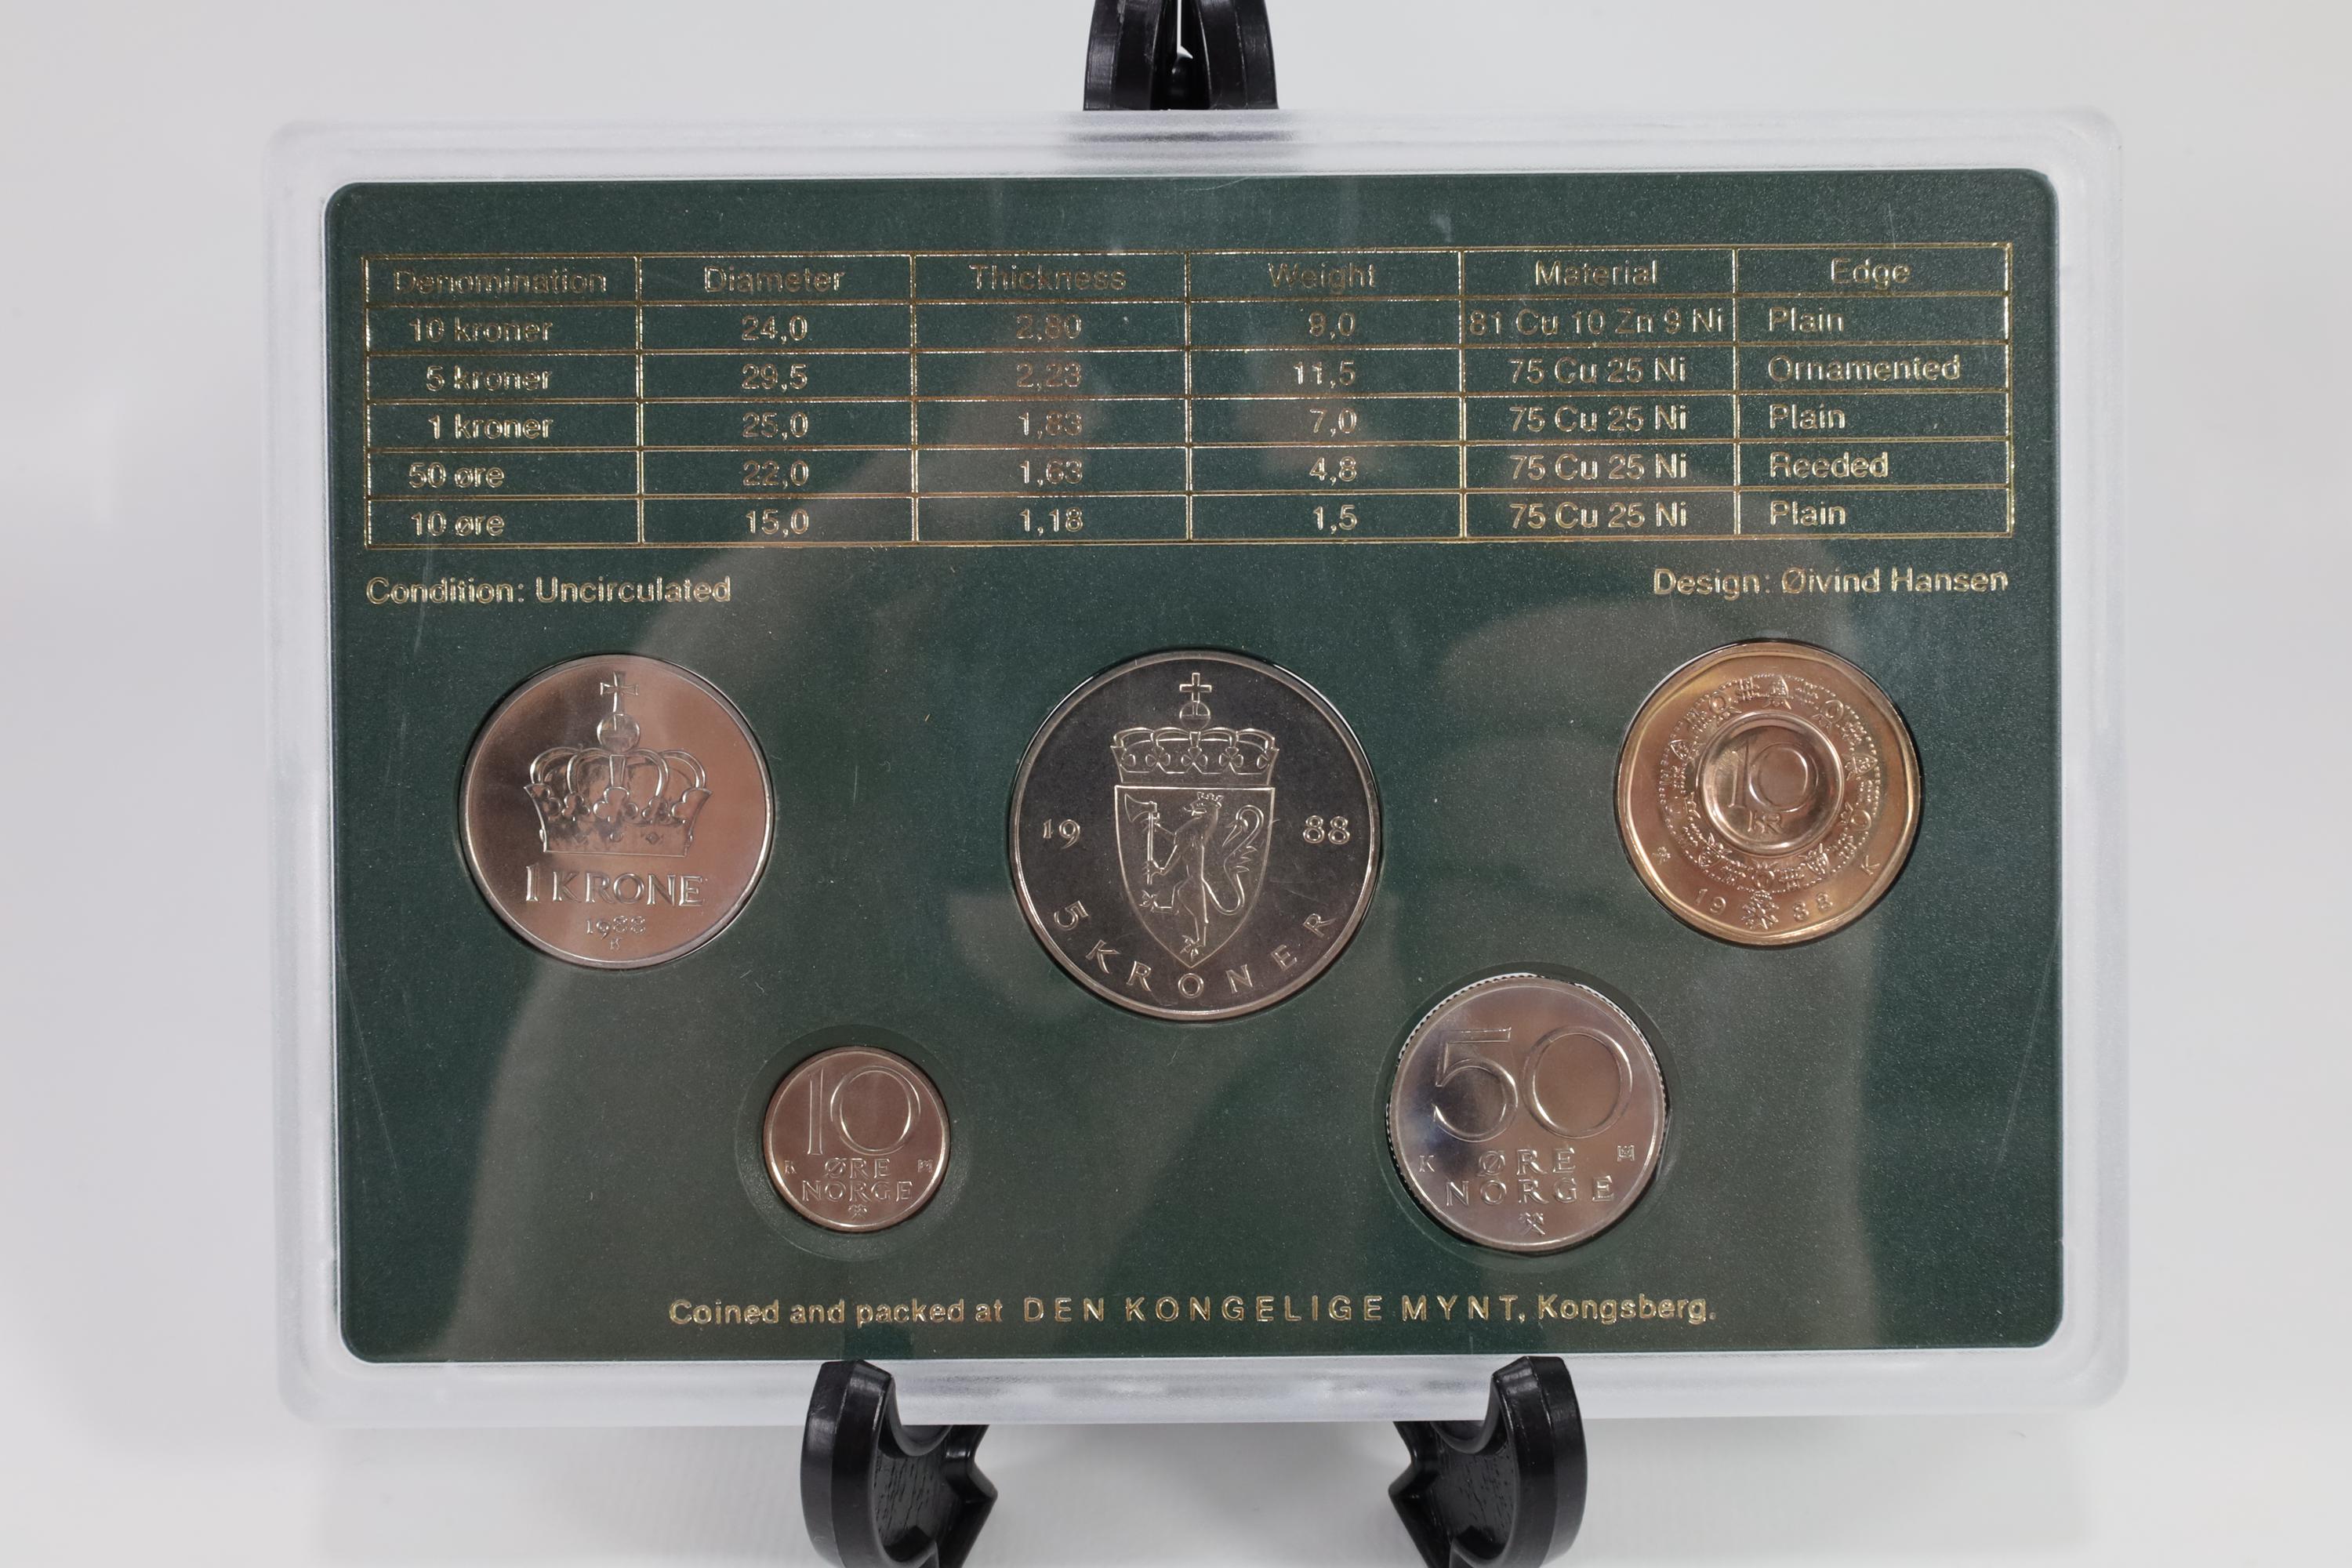 Denomination Diameter Thickness Weight Material Edge
10 kroner 24,0 2,80 9,0 81 Cu 10 Zn 9 Ni Plain
5 kroner 29,5 2,23 11,5 75 Cu 25 Ni Ornamented
1 kroner 25,0 1,83 7,0 75 Cu 25 Ni Plain
50 øre 22,0 1,63 4,8 75 Cu 25 Ni Reeded
10 øre 15,0 1,18 1,5 75 Cu 25 Ni Plain
Condition: Uncirculated Design: Øivind Hansen
1 KRONE
1988
K
19 88
5 KRONER
10
KR
K
1988
10
K ØRE M
NORGE
50
K ØRE
NORGE
Coined and packed at DEN KONGELIGE MYNT, Kongsberg.